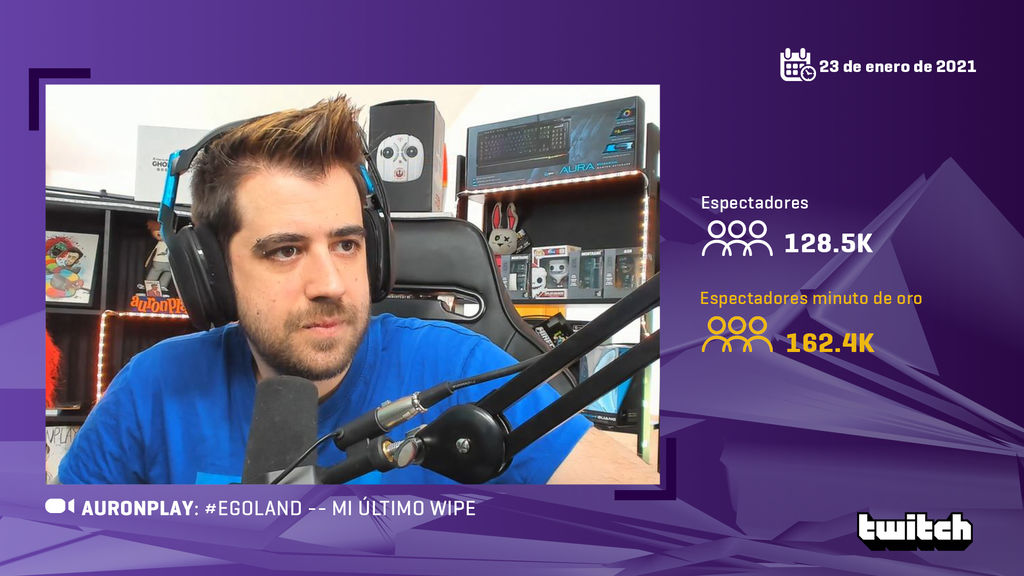 23 de enero de 2021
Espectadores
128.5K
Espectadores minuto de oro
162.4K
AURA
auronpla
AURONPLAY: #EGOLAND -- MI ÚLTIMO WIPE
twitch